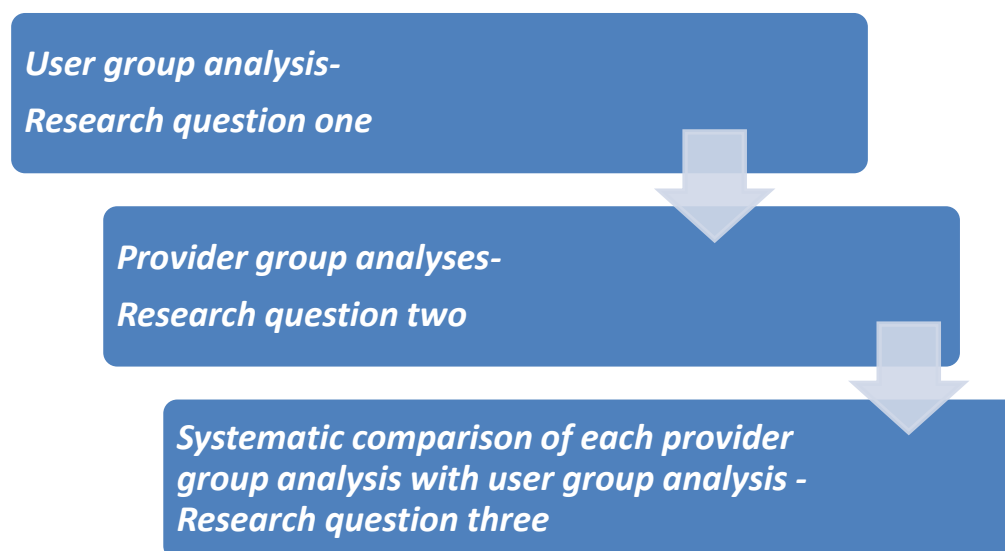 User group analysis-
Research question one
Provider group analyses-
Research question two
Systematic comparison of each provider
group analysis with user group analysis -
Research question three